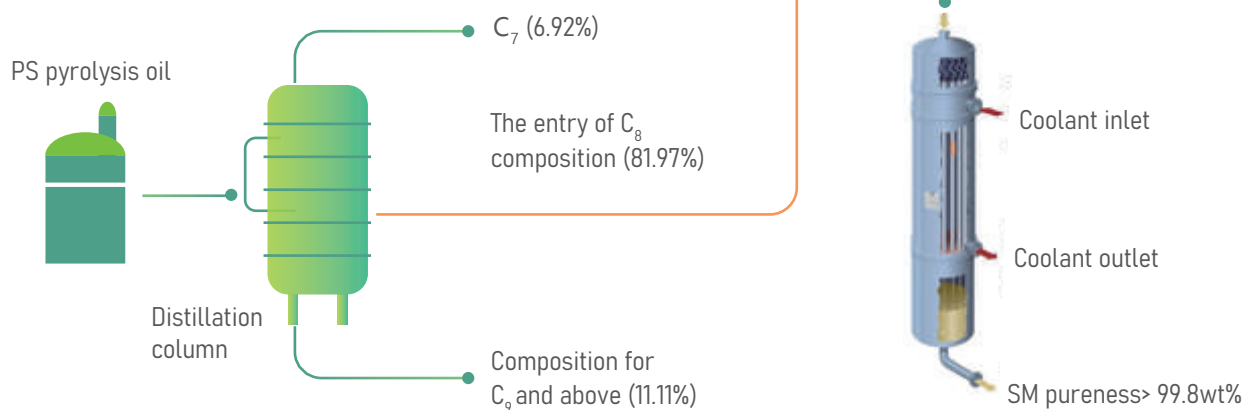 C₇ (6.92%)
PS pyrolysis oil
The entry of C₈
composition (81.97%)
Coolant inlet
Coolant outlet
Distillation
column
Composition for
C₉ and above (11.11%)
SM pureness> 99.8wt%